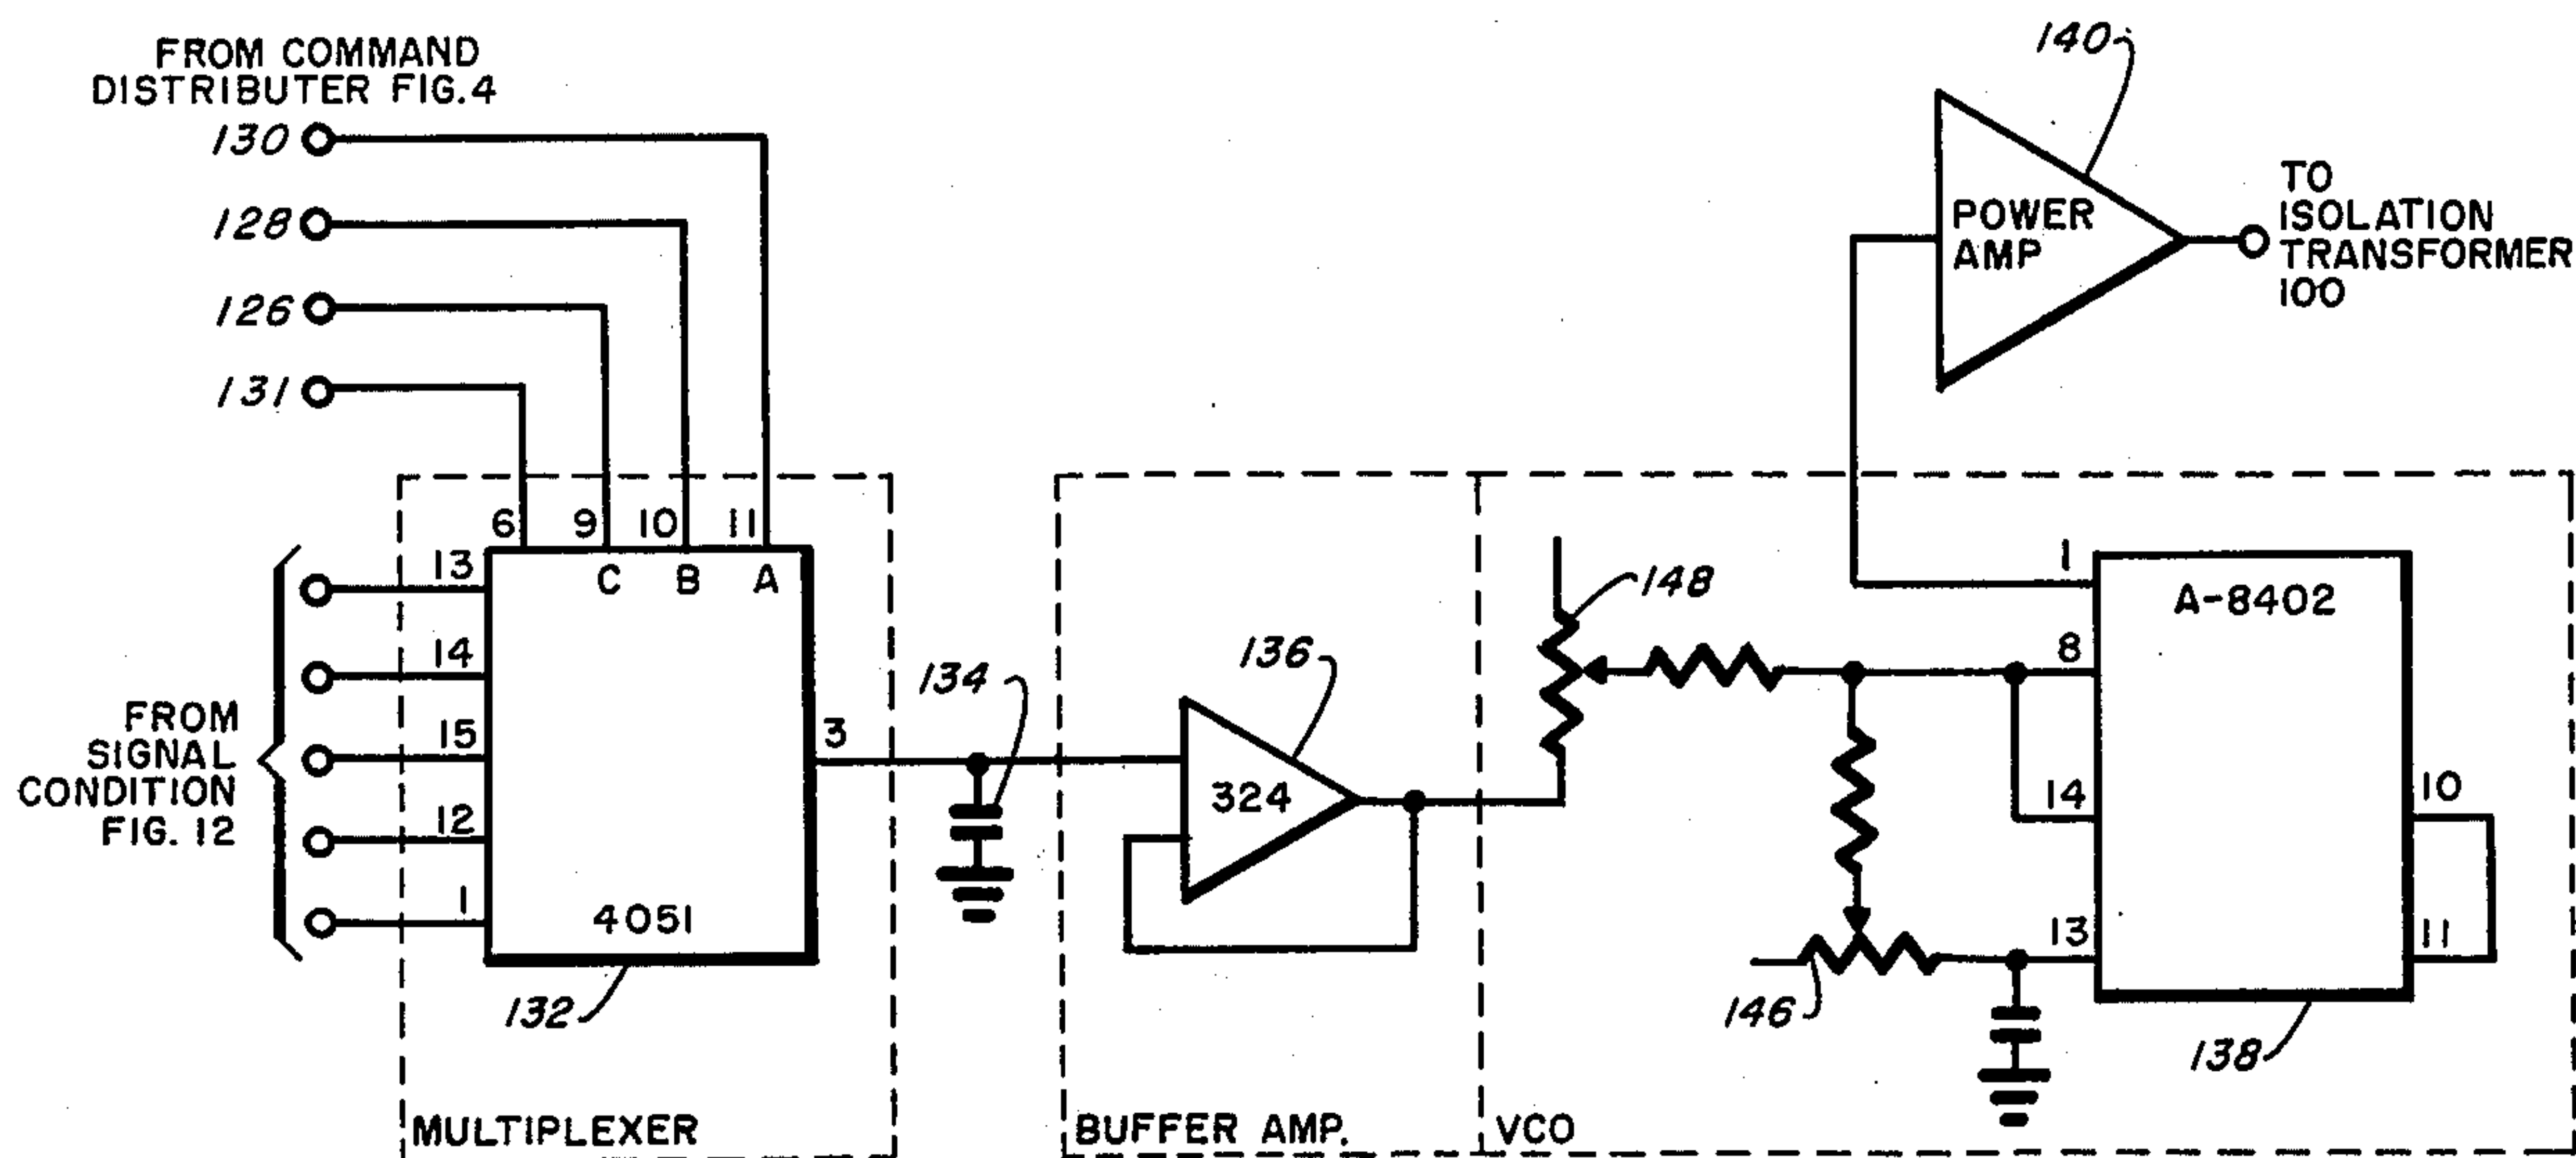 FROM COMMAND
DISTRIBUTER FIG.4
130
128
126
131
140
POWER
AMP
TO
ISOLATION
TRANSFORMER
100
6 9 10 11
C B A
13
14
15
12
1
3
4051
132
FROM
SIGNAL
CONDITION
FIG. 12
134
136
324
148
146
1
8
14
13
A-8402
10
11
138
MULTIPLEXER
BUFFER AMP.
VCO